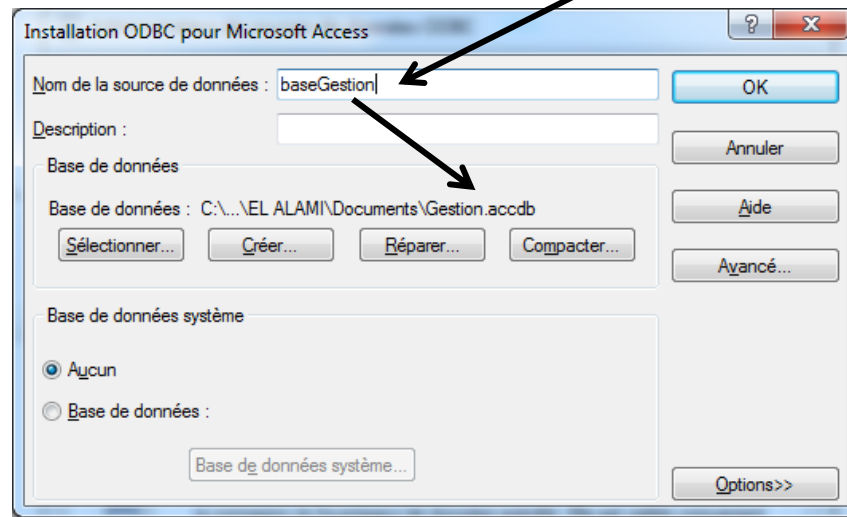 Installation ODBC pour Microsoft Access
Nom de la source de données : baseGestion
OK
Description :
Annuler
Base de données
Base de données : C:\...\EL ALAMI\Documents\Gestion.accdb
Aide
Sélectionner... Créer... Réparer... Compacter...
Avancé...
Base de données système
Aucun
Base de données :
Base de données système...
Options>>